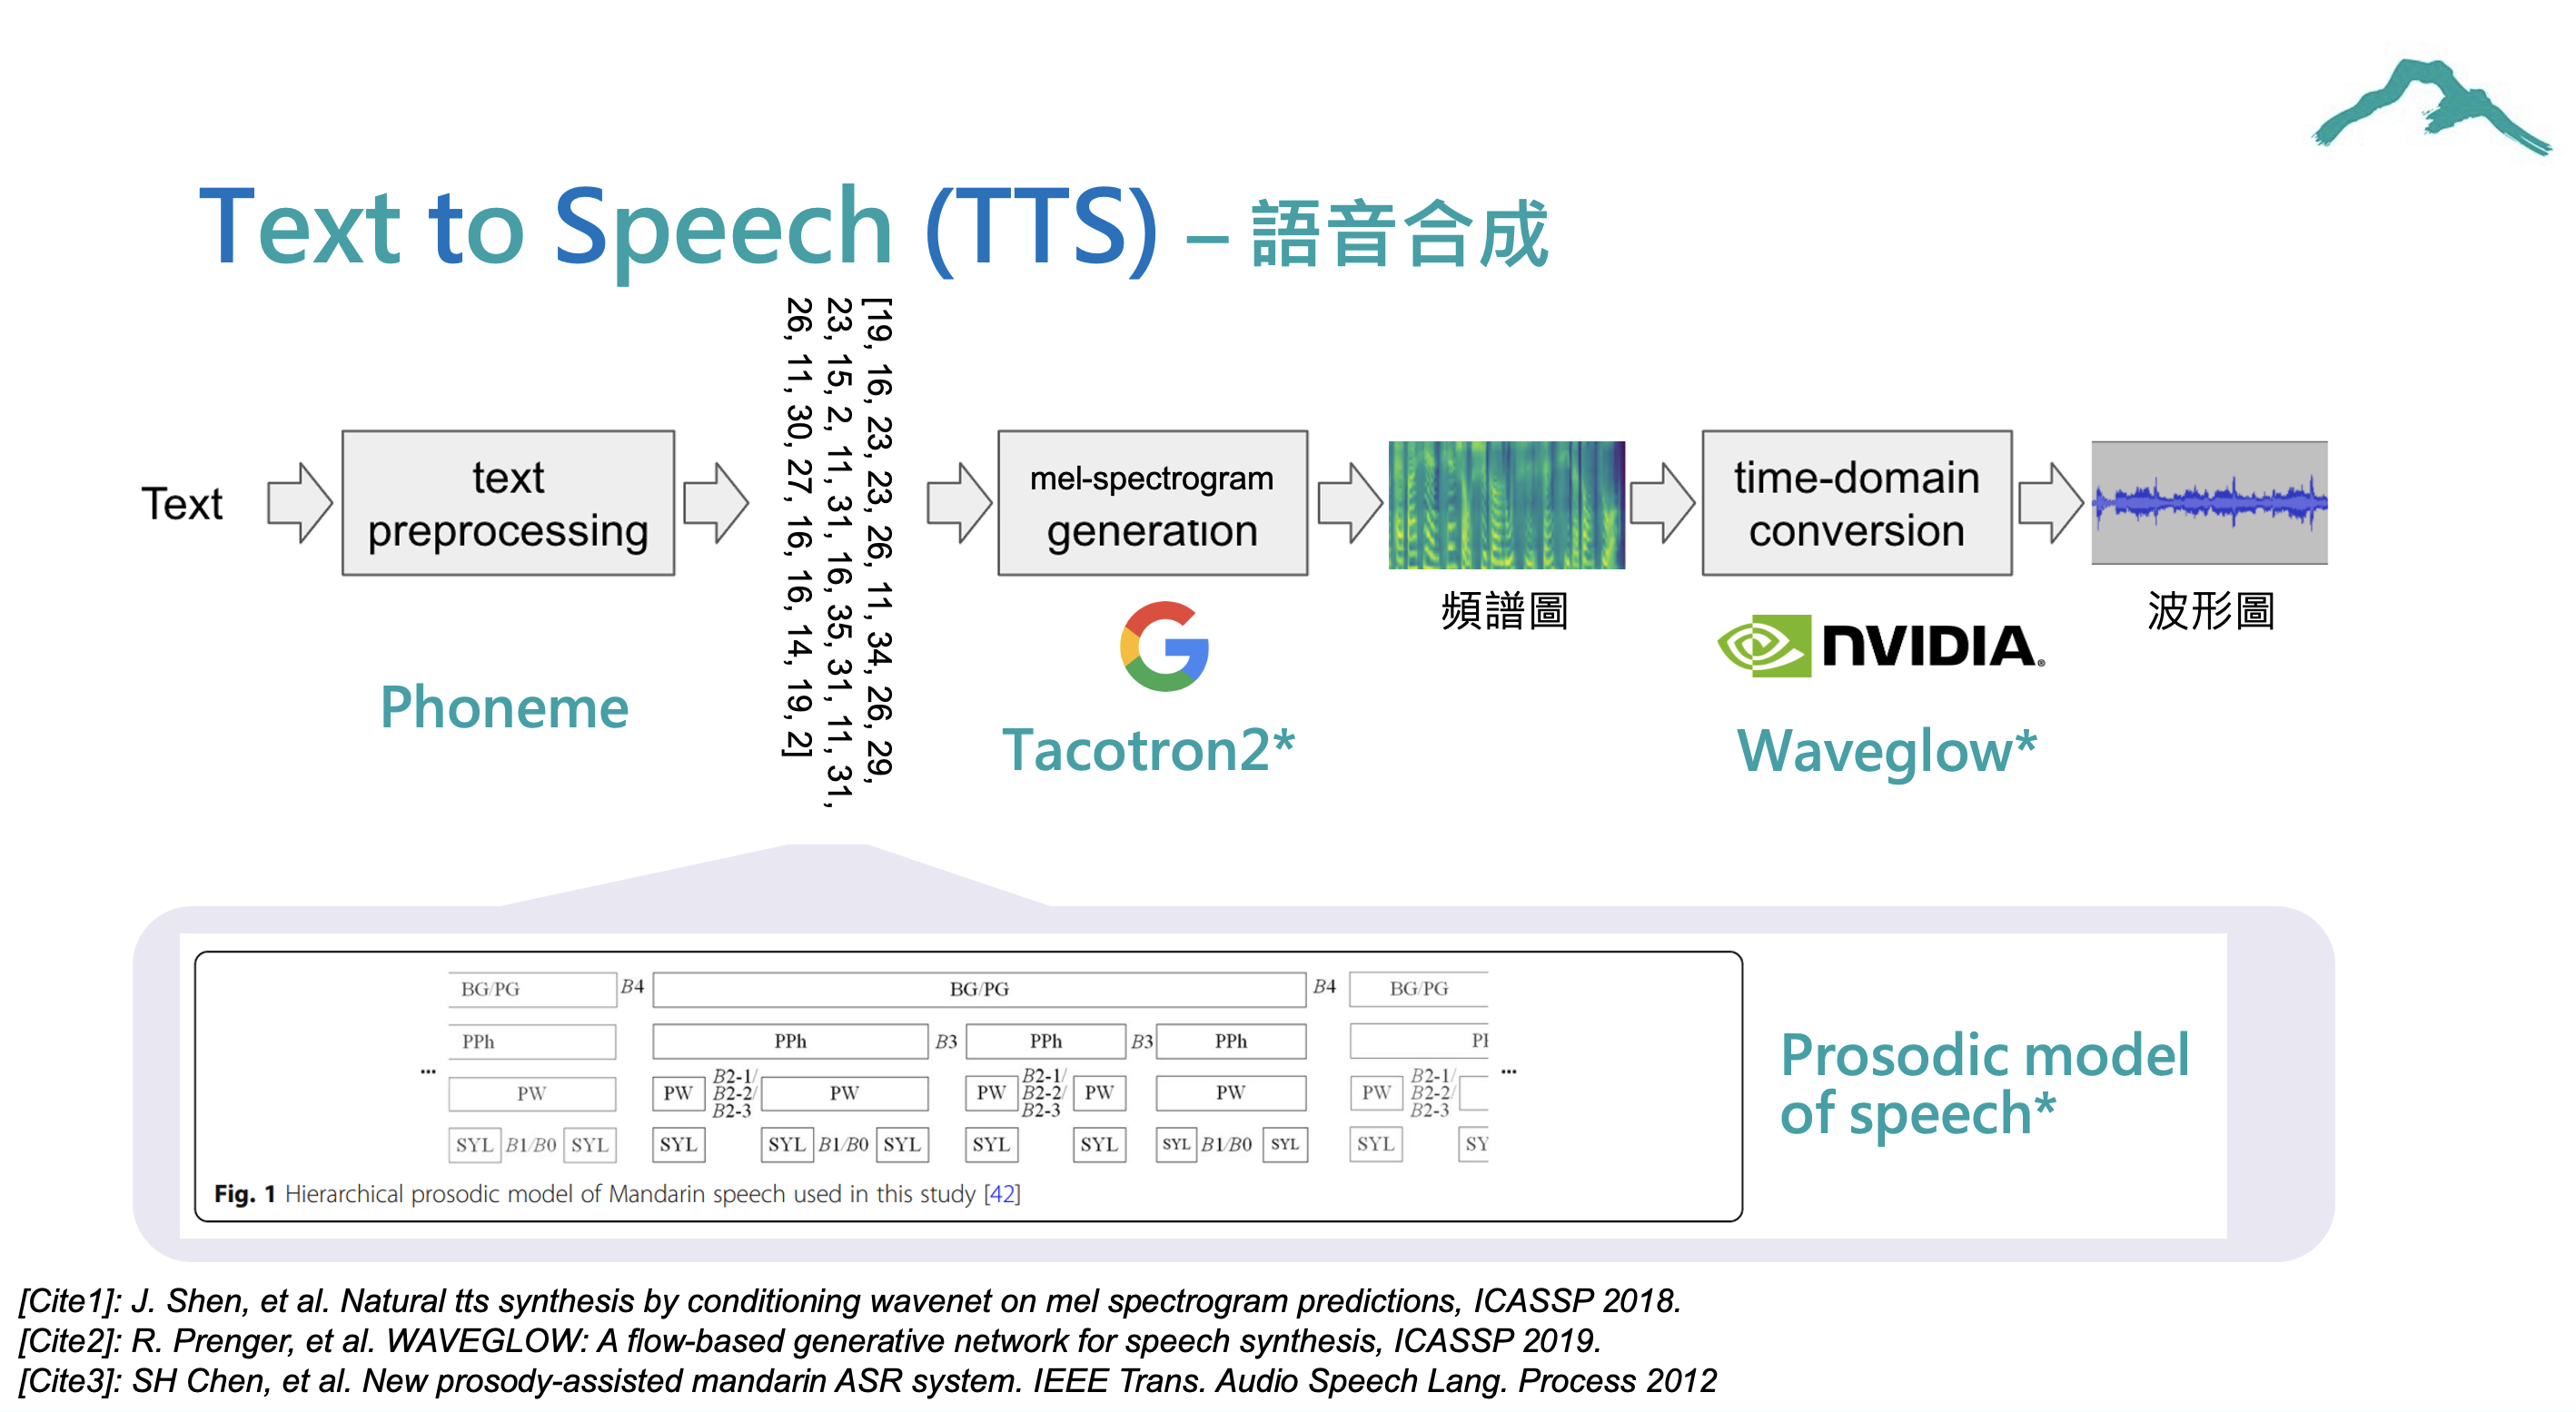 Text to Speech (TTS) – 語音合成
Text
text
preprocessing
Phoneme
[19, 16, 23, 23, 26, 11, 34, 26, 29,
23, 15, 2, 11, 31, 16, 35, 31, 11, 31,
26, 11, 30, 27, 16, 16, 14, 19, 2]
mel-spectrogram
generation
Tacotron2*
頻譜圖
time-domain
conversion
NVIDIA.
Waveglow*
波形圖
BG/PG B4 BG/PG B4 BG/PG
PPh PPh B3 PPh B3 PPh
... PW PW B2-1/ B2-2/ B2-3 PW PW B2-1/ B2-2/ B2-3 PW PW PW B2-1/ B2-2/ B2-3 ...
SYL B1/B0 SYL SYL SYL B1/B0 SYL SYL SYL SYL B1/B0 SYL SYL SY
Fig. 1 Hierarchical prosodic model of Mandarin speech used in this study [42]
Prosodic model
of speech*
[Cite1]: J. Shen, et al. Natural tts synthesis by conditioning wavenet on mel spectrogram predictions, ICASSP 2018.
[Cite2]: R. Prenger, et al. WAVEGLOW: A flow-based generative network for speech synthesis, ICASSP 2019.
[Cite3]: SH Chen, et al. New prosody-assisted mandarin ASR system. IEEE Trans. Audio Speech Lang. Process 2012